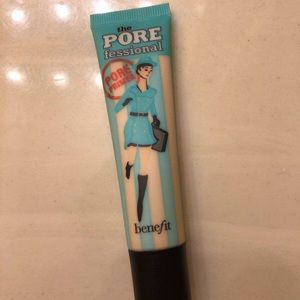 the
PORE
fessional
PORE
PRIMER
benefit